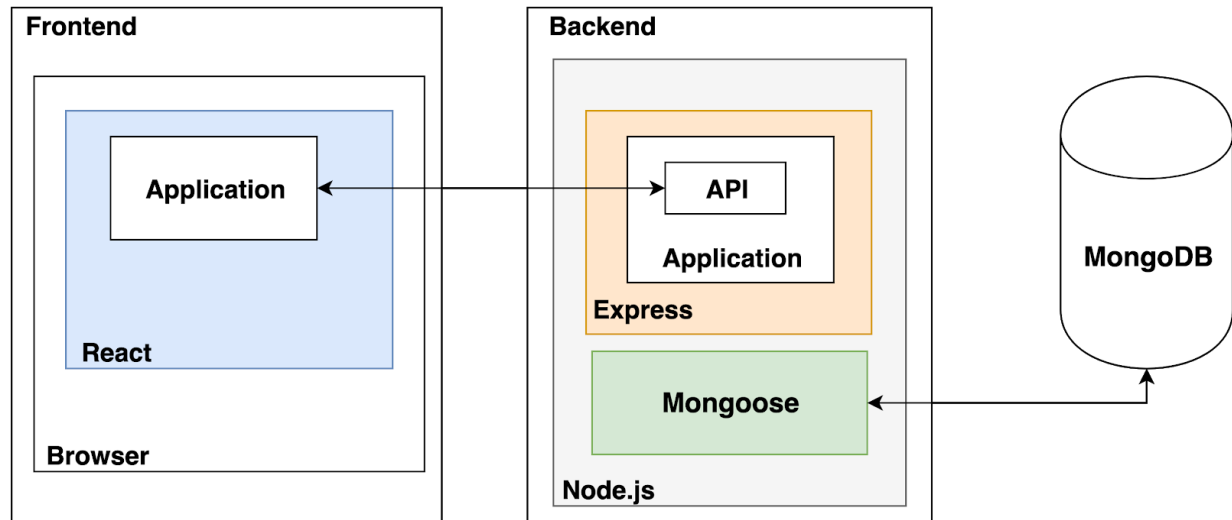 Frontend
Application
React
Browser
Backend
API
Application
Express
Mongoose
Node.js
MongoDB